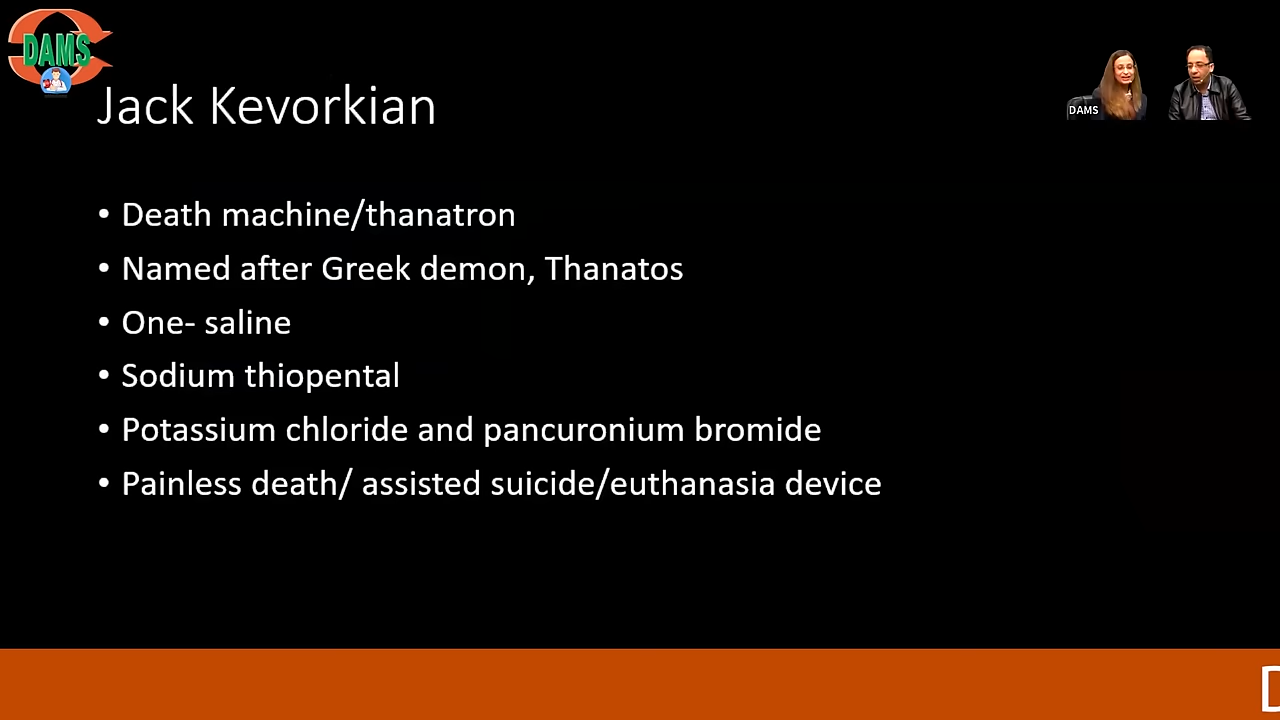 DAMS
Jack Kevorkian
DAMS
• Death machine/thanatron
• Named after Greek demon, Thanatos
• One- saline
• Sodium thiopental
• Potassium chloride and pancuronium bromide
• Painless death/ assisted suicide/euthanasia device